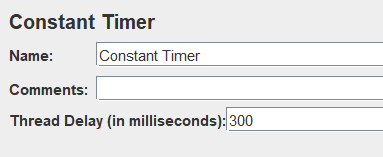 Constant Timer
Name: Constant Timer
Comments:
Thread Delay (in milliseconds): 300